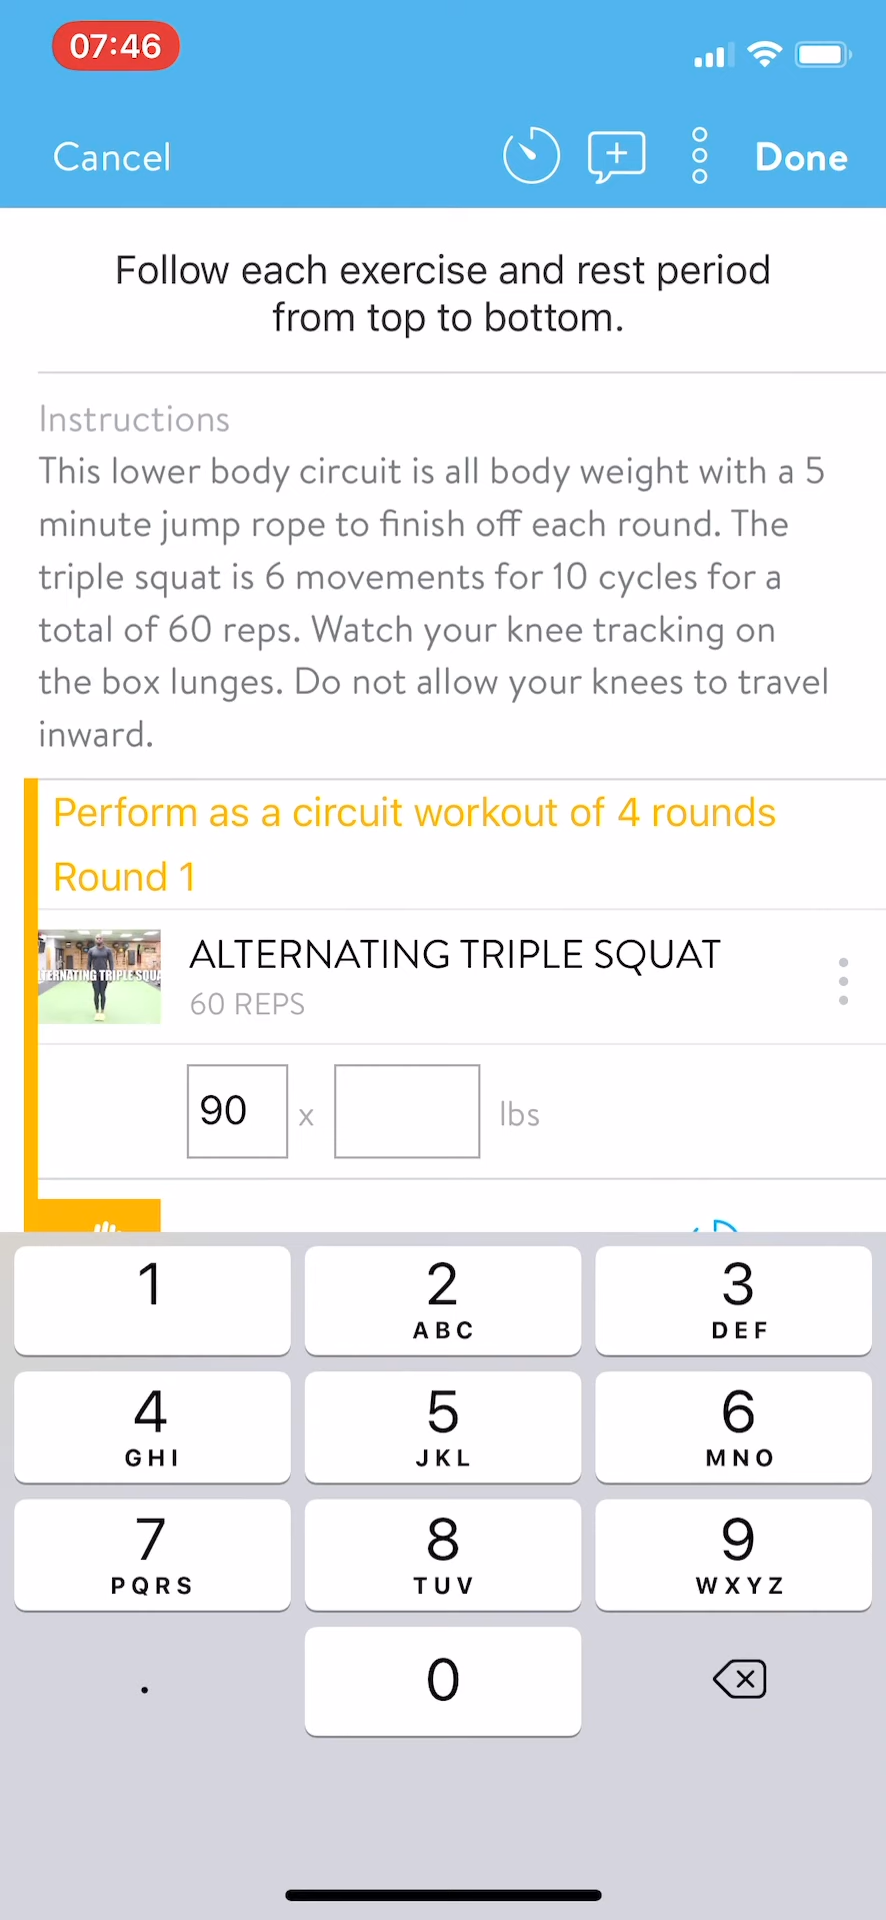 07:46
Cancel
Done
Follow each exercise and rest period
from top to bottom.
Instructions
This lower body circuit is all body weight with a 5
minute jump rope to finish off each round. The
triple squat is 6 movements for 10 cycles for a
total of 60 reps. Watch your knee tracking on
the box lunges. Do not allow your knees to travel
inward.
Perform as a circuit workout of 4 rounds
Round 1
TERNATING TRIPLE SQUA
ALTERNATING TRIPLE SQUAT
60 REPS
90 x lbs
1
2
ABC
3
DEF
4
GHI
5
JKL
6
MNO
7
PQRS
8
TUV
9
WXYZ
.
0